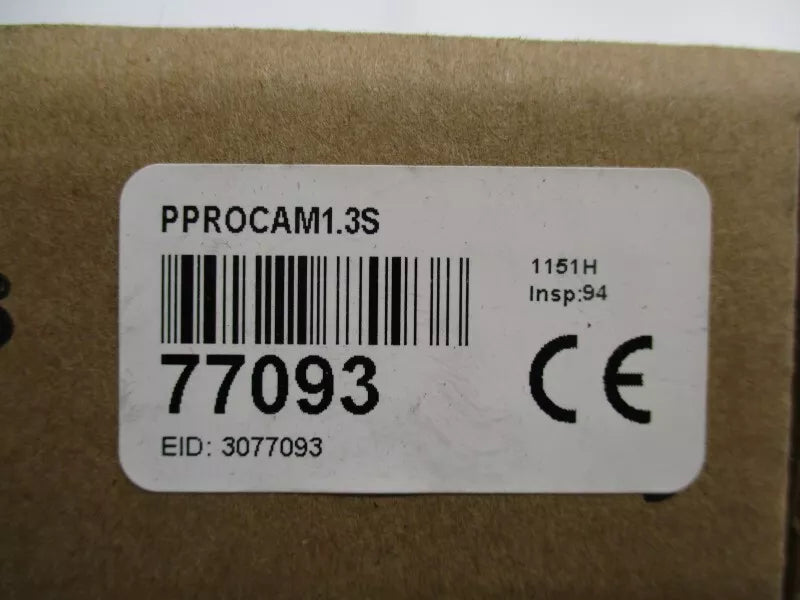 PPROCAM1.3S
1151H
Insp:94
77093
CE
EID: 3077093